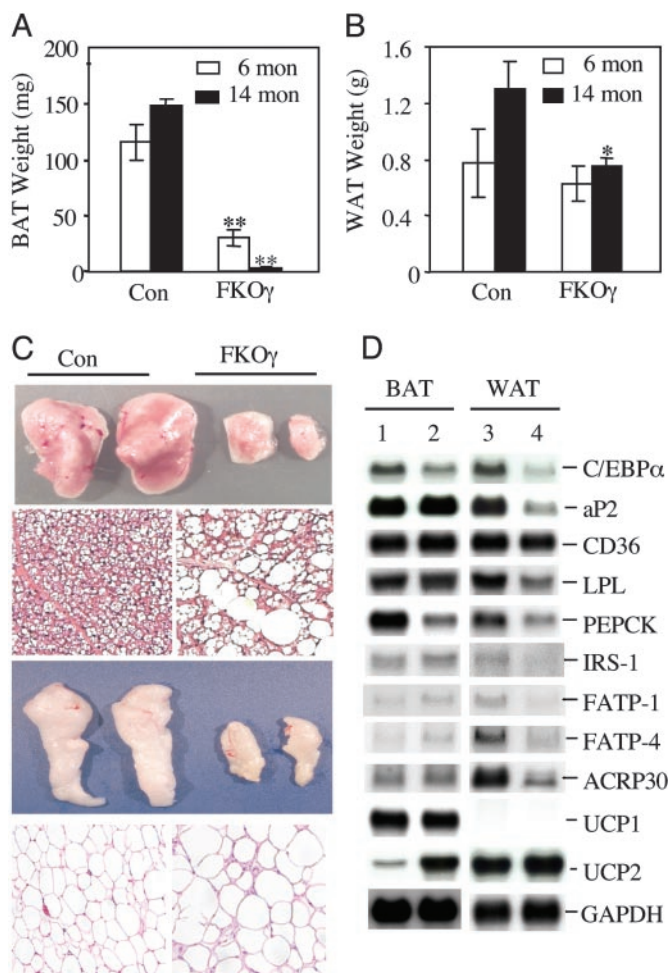 A
BAT Weight (mg)
200
150
100
50
0
6 mon
14 mon
**
**
Con
FKOγ
B
WAT Weight (g)
1.6
1.2
0.8
0.4
0
6 mon
14 mon
*
Con
FKOγ
C
Con
FKOγ
D
BAT WAT
1 2 3 4
C/EBPα
aP2
CD36
LPL
PEPCK
IRS-1
FATP-1
FATP-4
ACRP30
UCP1
UCP2
GAPDH